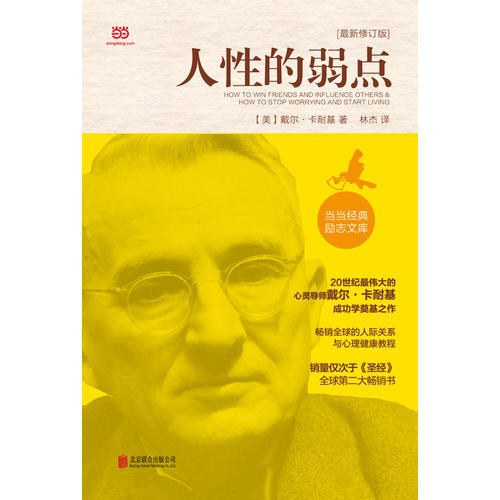 当当
dangdang.com
[最新修订版]
人性的弱点
HOW TO WIN FRIENDS AND INFLUENCE OTHERS &
HOW TO STOP WORRYING AND START LIVING
【美】戴尔·卡耐基 著 林杰 译
当当经典
励志文库
20世纪最伟大的
心灵导师戴尔·卡耐基
成功学奠基之作
畅销全球的人际关系
与心理健康教程
销量仅次于《圣经》
全球第二大畅销书
北京联合出版公司
Beijing United Publishing Co.,Ltd.